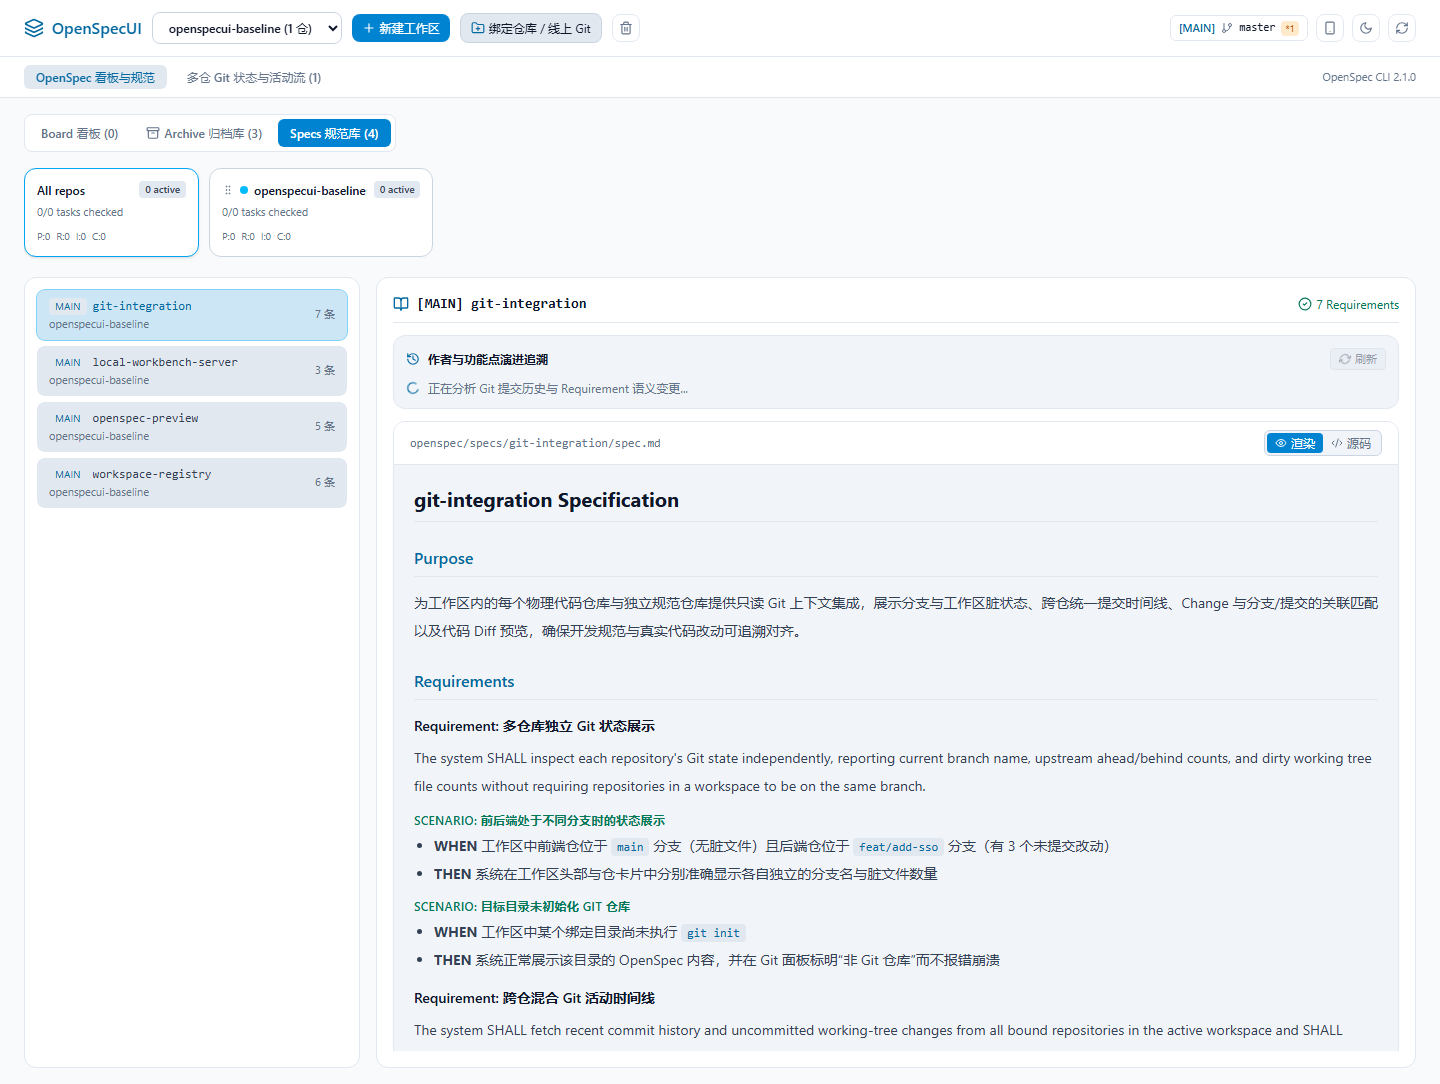 OpenSpecUI
openspecui-baseline (1 仓)
新建工作区
绑定仓库 / 线上 Git
[MAIN] master *1
OpenSpec 看板与规范
多仓 Git 状态与活动流 (1)
OpenSpec CLI 2.1.0
Board 看板 (0)
Archive 归档库 (3)
Specs 规范库 (4)
All repos 0 active
0/0 tasks checked
P:0 R:0 I:0 C:0
openspecui-baseline 0 active
0/0 tasks checked
P:0 R:0 I:0 C:0
MAIN git-integration
openspecui-baseline
7 条
MAIN local-workbench-server
openspecui-baseline
3 条
MAIN openspec-preview
openspecui-baseline
5 条
MAIN workspace-registry
openspecui-baseline
6 条
[MAIN] git-integration
7 Requirements
作者与功能点演进追溯
刷新
正在分析 Git 提交历史与 Requirement 语义变更...
openspec/specs/git-integration/spec.md
渲染
源码
git-integration Specification
Purpose
为工作区内的每个物理代码仓库与独立规范仓库提供只读 Git 上下文集成，展示分支与工作区脏状态、跨仓统一提交时间线、Change 与分支/提交的关联匹配
以及代码 Diff 预览，确保开发规范与真实代码改动可追溯对齐。
Requirements
Requirement: 多仓库独立 Git 状态展示
The system SHALL inspect each repository's Git state independently, reporting current branch name, upstream ahead/behind counts, and dirty working tree
file counts without requiring repositories in a workspace to be on the same branch.
SCENARIO: 前后端处于不同分支时的状态展示
• WHEN 工作区中前端仓位于 main 分支（无脏文件）且后端仓位于 feat/add-sso 分支（有 3 个未提交改动）
• THEN 系统在工作区头部与仓卡片中分别准确显示各自独立的分支名与脏文件数量
SCENARIO: 目标目录未初始化 GIT 仓库
• WHEN 工作区中某个绑定目录尚未执行 git init
• THEN 系统正常展示该目录的 OpenSpec 内容，并在 Git 面板标明“非 Git 仓库”而不报错崩溃
Requirement: 跨仓混合 Git 活动时间线
The system SHALL fetch recent commit history and uncommitted working-tree changes from all bound repositories in the active workspace and SHALL